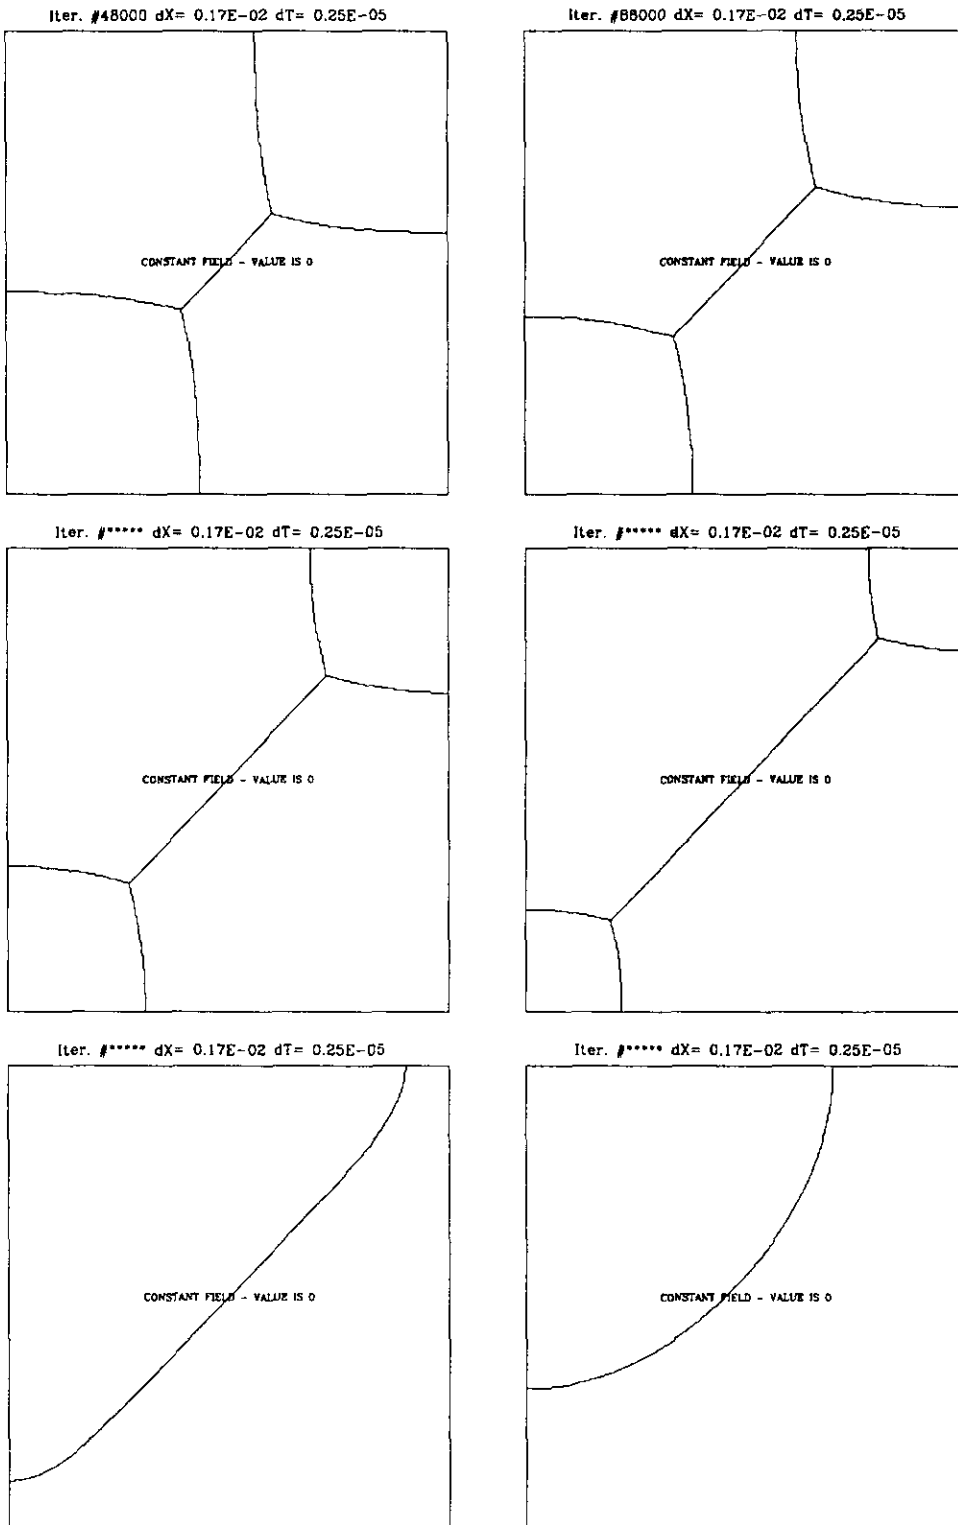 Iter. #48000 dX= 0.17E-02 dT= 0.25E-05
Iter. #88000 dX= 0.17E-02 dT= 0.25E-05
CONSTANT FIELD - VALUE IS 0
CONSTANT FIELD - VALUE IS 0
Iter. #***** dX= 0.17E-02 dT= 0.25E-05
Iter. #***** dX= 0.17E-02 dT= 0.25E-05
CONSTANT FIELD - VALUE IS 0
CONSTANT FIELD - VALUE IS 0
Iter. #***** dX= 0.17E-02 dT= 0.25E-05
Iter. #***** dX= 0.17E-02 dT= 0.25E-05
CONSTANT FIELD - VALUE IS 0
CONSTANT FIELD - VALUE IS 0